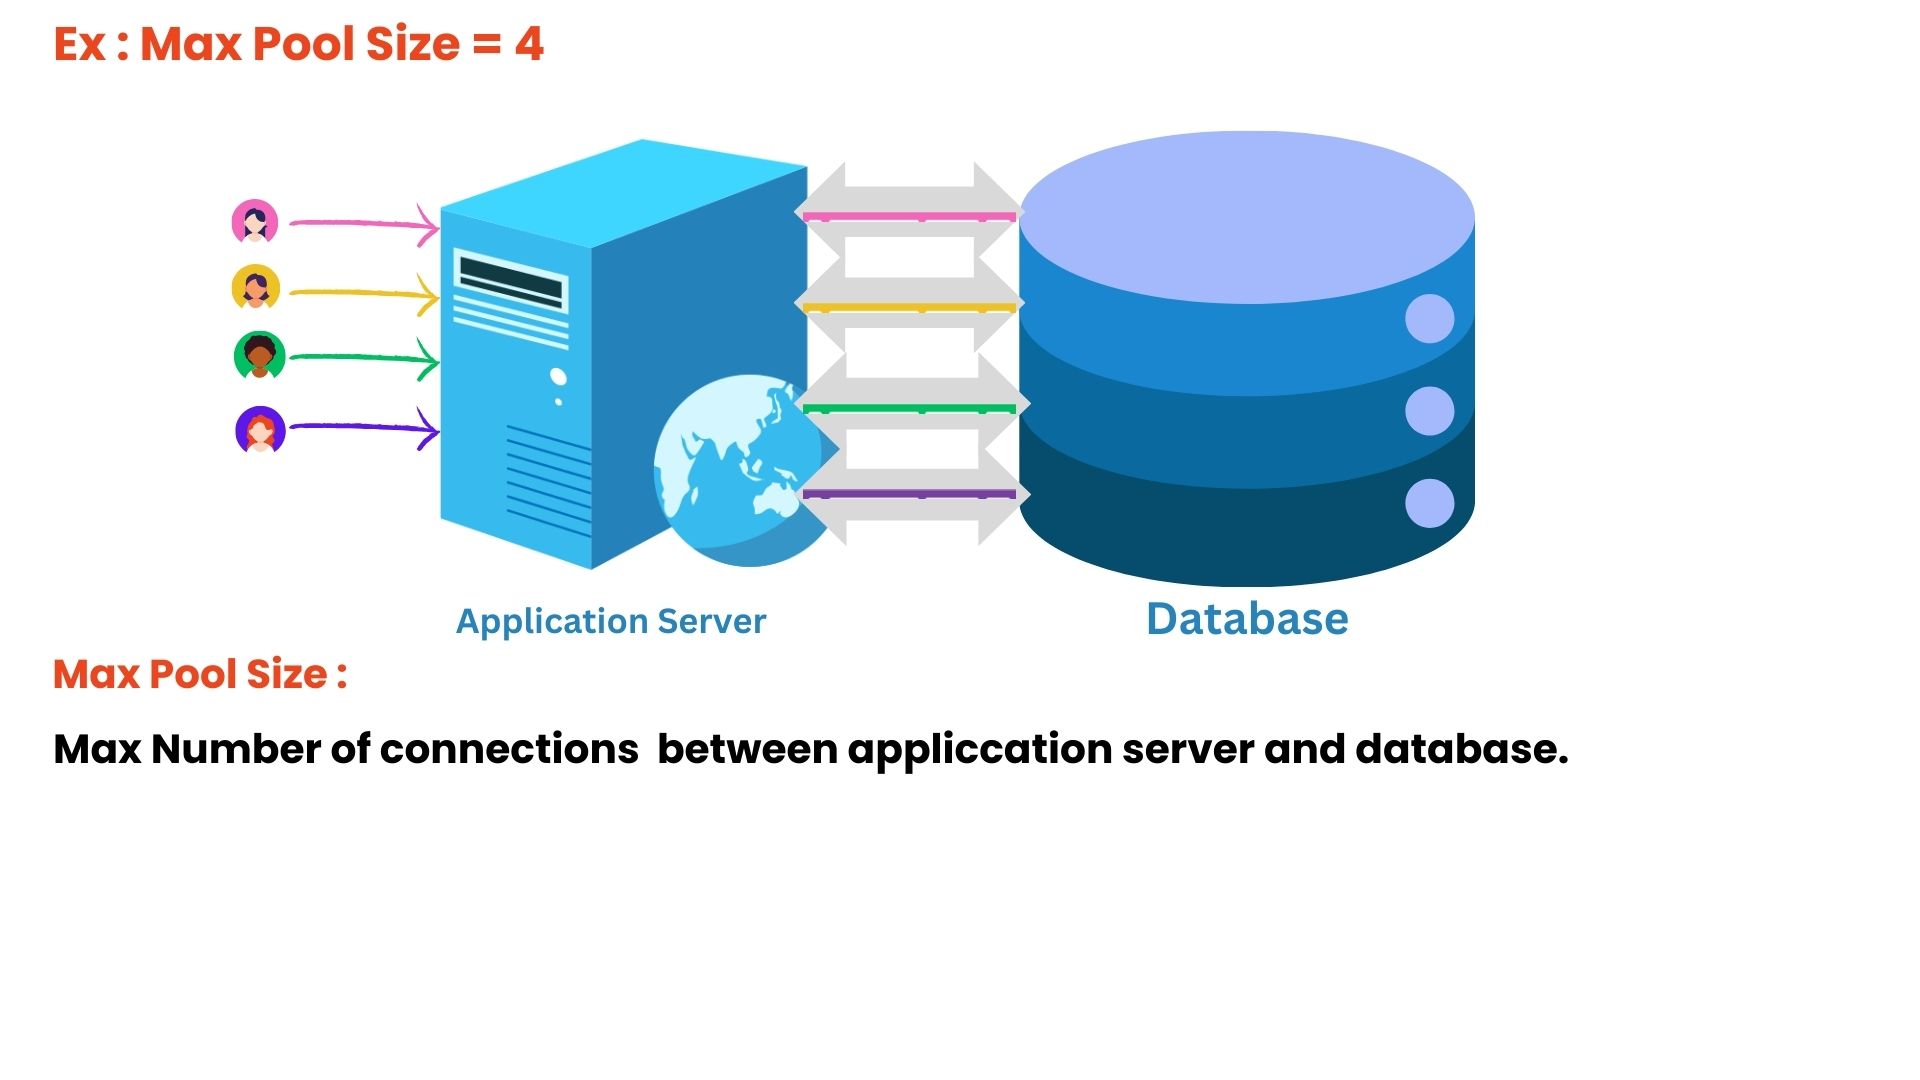 Ex : Max Pool Size = 4
Application Server
Database
Max Pool Size :
Max Number of connections  between appliccation server and database.